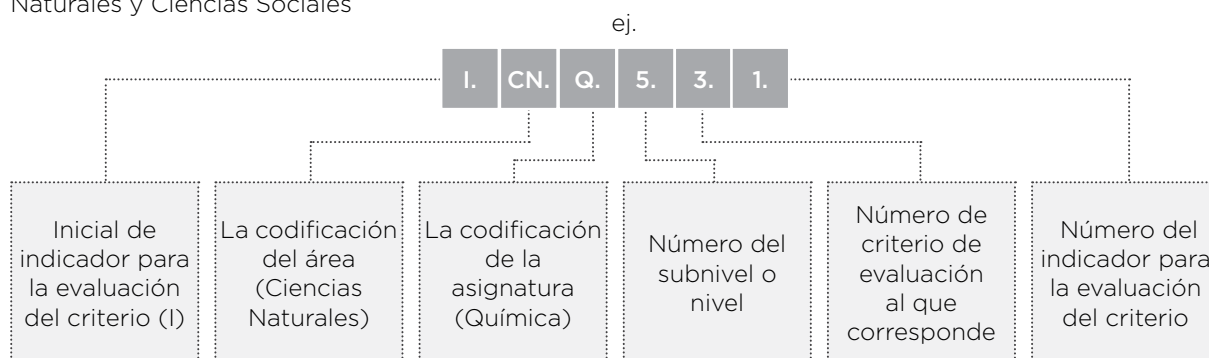 Naturales y Ciencias Sociales
ej.
I. CN. Q. 5. 3. 1.
Inicial de
indicador para
la evaluación
del criterio (I)
La codificación
del área
(Ciencias
Naturales)
La codificación
de la
asignatura
(Química)
Número del
subnivel o
nivel
Número de
criterio de
evaluación
al que
corresponde
Número del
indicador para
la evaluación
del criterio